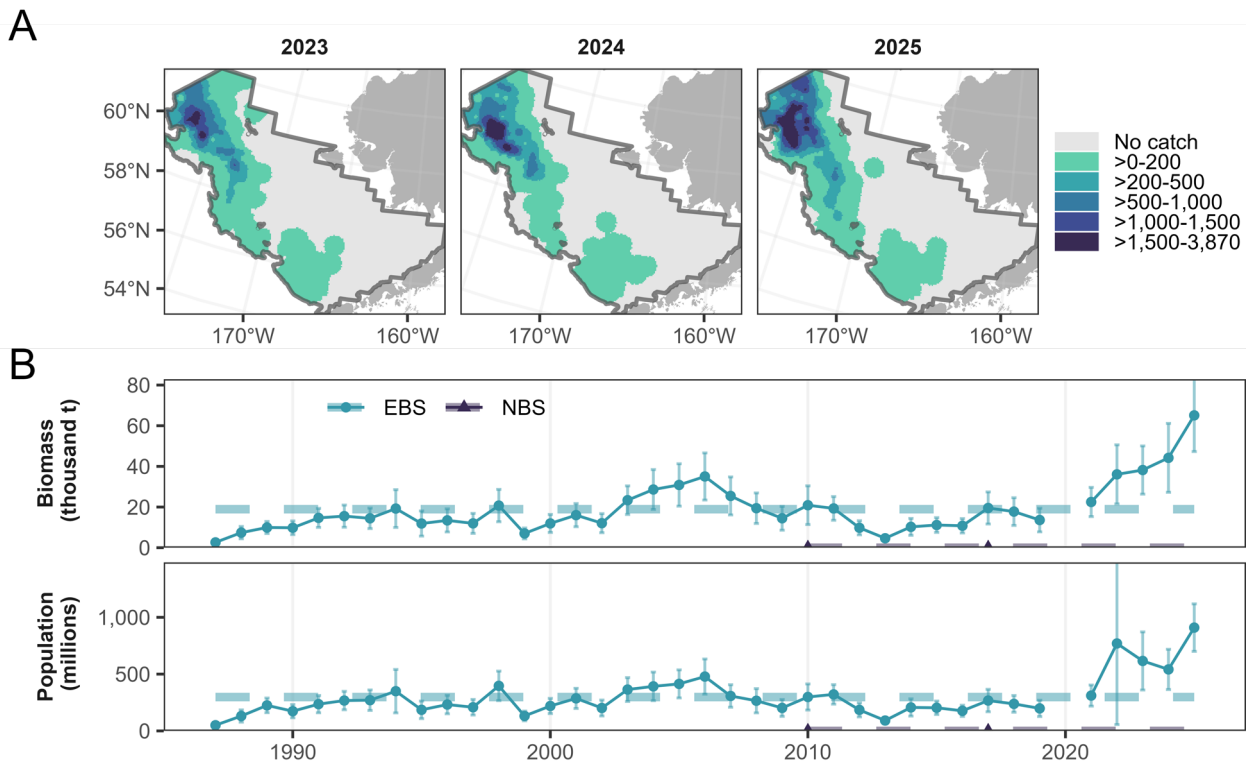 A
2023
2024
2025
60°N
58°N
56°N
54°N
170°W
160°W
170°W
160°W
170°W
160°W
No catch
>0-200
>200-500
>500-1,000
>1,000-1,500
>1,500-3,870
B
Biomass
(thousand t)
80
60
40
20
0
EBS
NBS
Population
(millions)
1,000
500
0
1990
2000
2010
2020